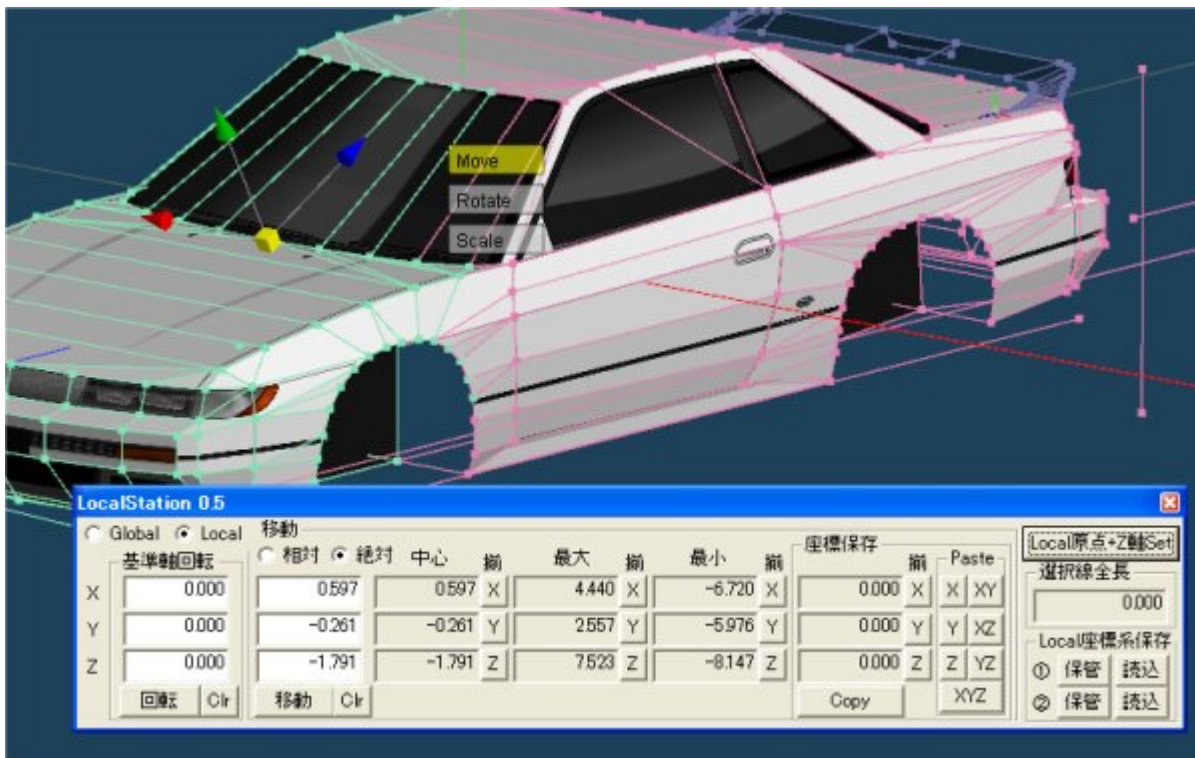 Move
Rotate
Scale
LocalStation 0.5
Global Local 移動 座標保存 Local原点+Z軸Set
基準軸回転 相対 絶対 中心 揃 最大 揃 最小 揃 揃 Paste 選択線全長
X 0.000 0.597 0.597 X 4.440 X -6.720 X 0.000 X X XY 0.000
Y 0.000 -0.261 -0.261 Y 2.557 Y -5.976 Y 0.000 Y Y XZ Local座標系保存
Z 0.000 -1.791 -1.791 Z 7.523 Z -8.147 Z 0.000 Z Z YZ ① 保管 読込
回転 Clr 移動 Clr Copy XYZ ② 保管 読込